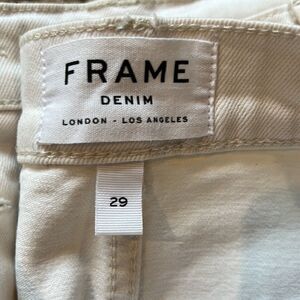 FRAME
DENIM
LONDON - LOS ANGELES
29